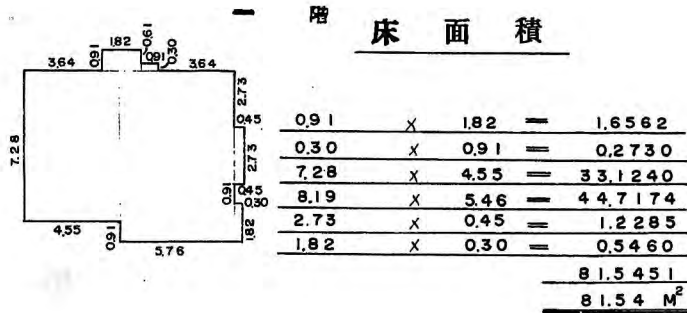 一 階
床 面 積
1.82
0.61
3.64
0.91
0.91
0.30
3.64
2.73
0.45
7.28
2.73
0.91
0.45
0.30
4.55
0.91
5.76
1.82
0.91 × 1.82 = 1.6562
0.30 × 0.91 = 0.2730
7.28 × 4.55 = 33.1240
8.19 × 5.46 = 44.7174
2.73 × 0.45 = 1.2285
1.82 × 0.30 = 0.5460
81.5451
81.54 M²